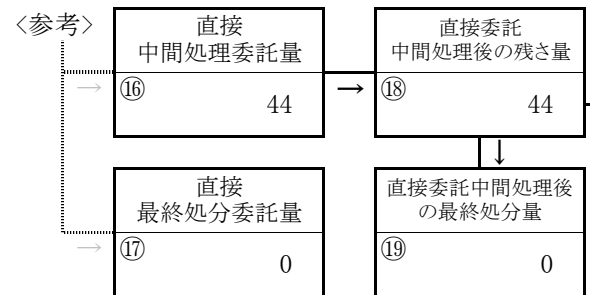 〈参考〉
直接
中間処理委託量
→
⑯
44
→
直接委託
中間処理後の残さ量
⑱
44
↓
直接
最終処分委託量
→
⑰
0
直接委託中間処理後
の最終処分量
⑲
0